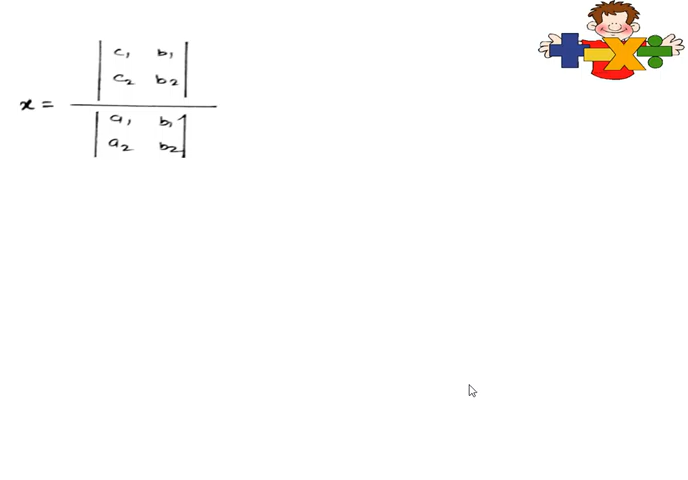 | c₁ b₁ |
| c₂ b₂ |
x =
| a₁ b₁ |
| a₂ b₂ |